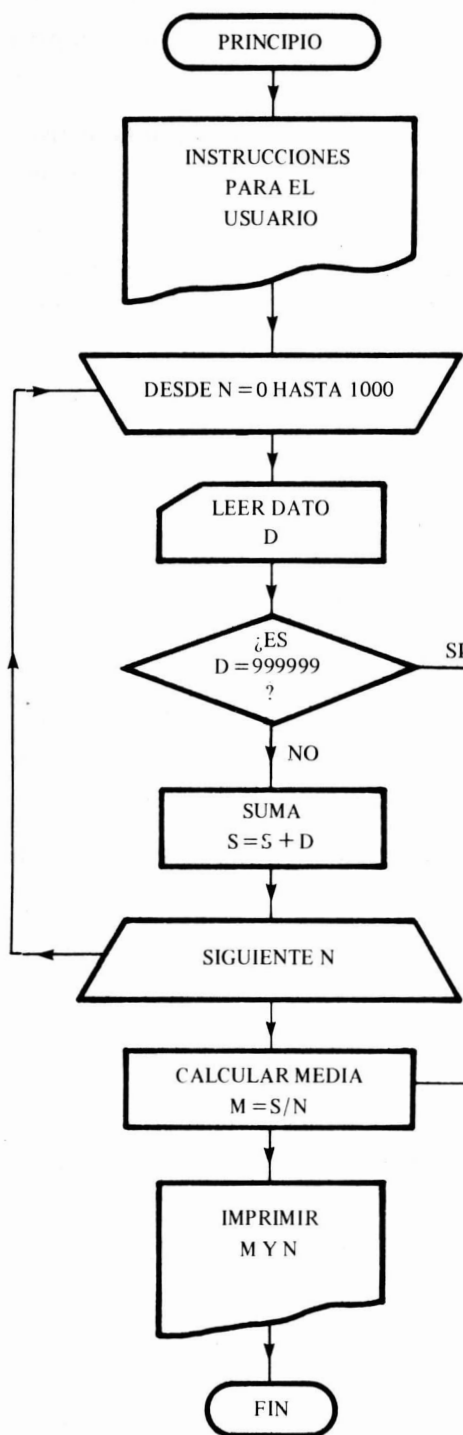 PRINCIPIO
INSTRUCCIONES
PARA EL
USUARIO
DESDE N = 0 HASTA 1000
LEER DATO
D
¿ES
D = 999999
?
SI
NO
SUMA
S = S + D
SIGUIENTE N
CALCULAR MEDIA
M = S/N
IMPRIMIR
M Y N
FIN